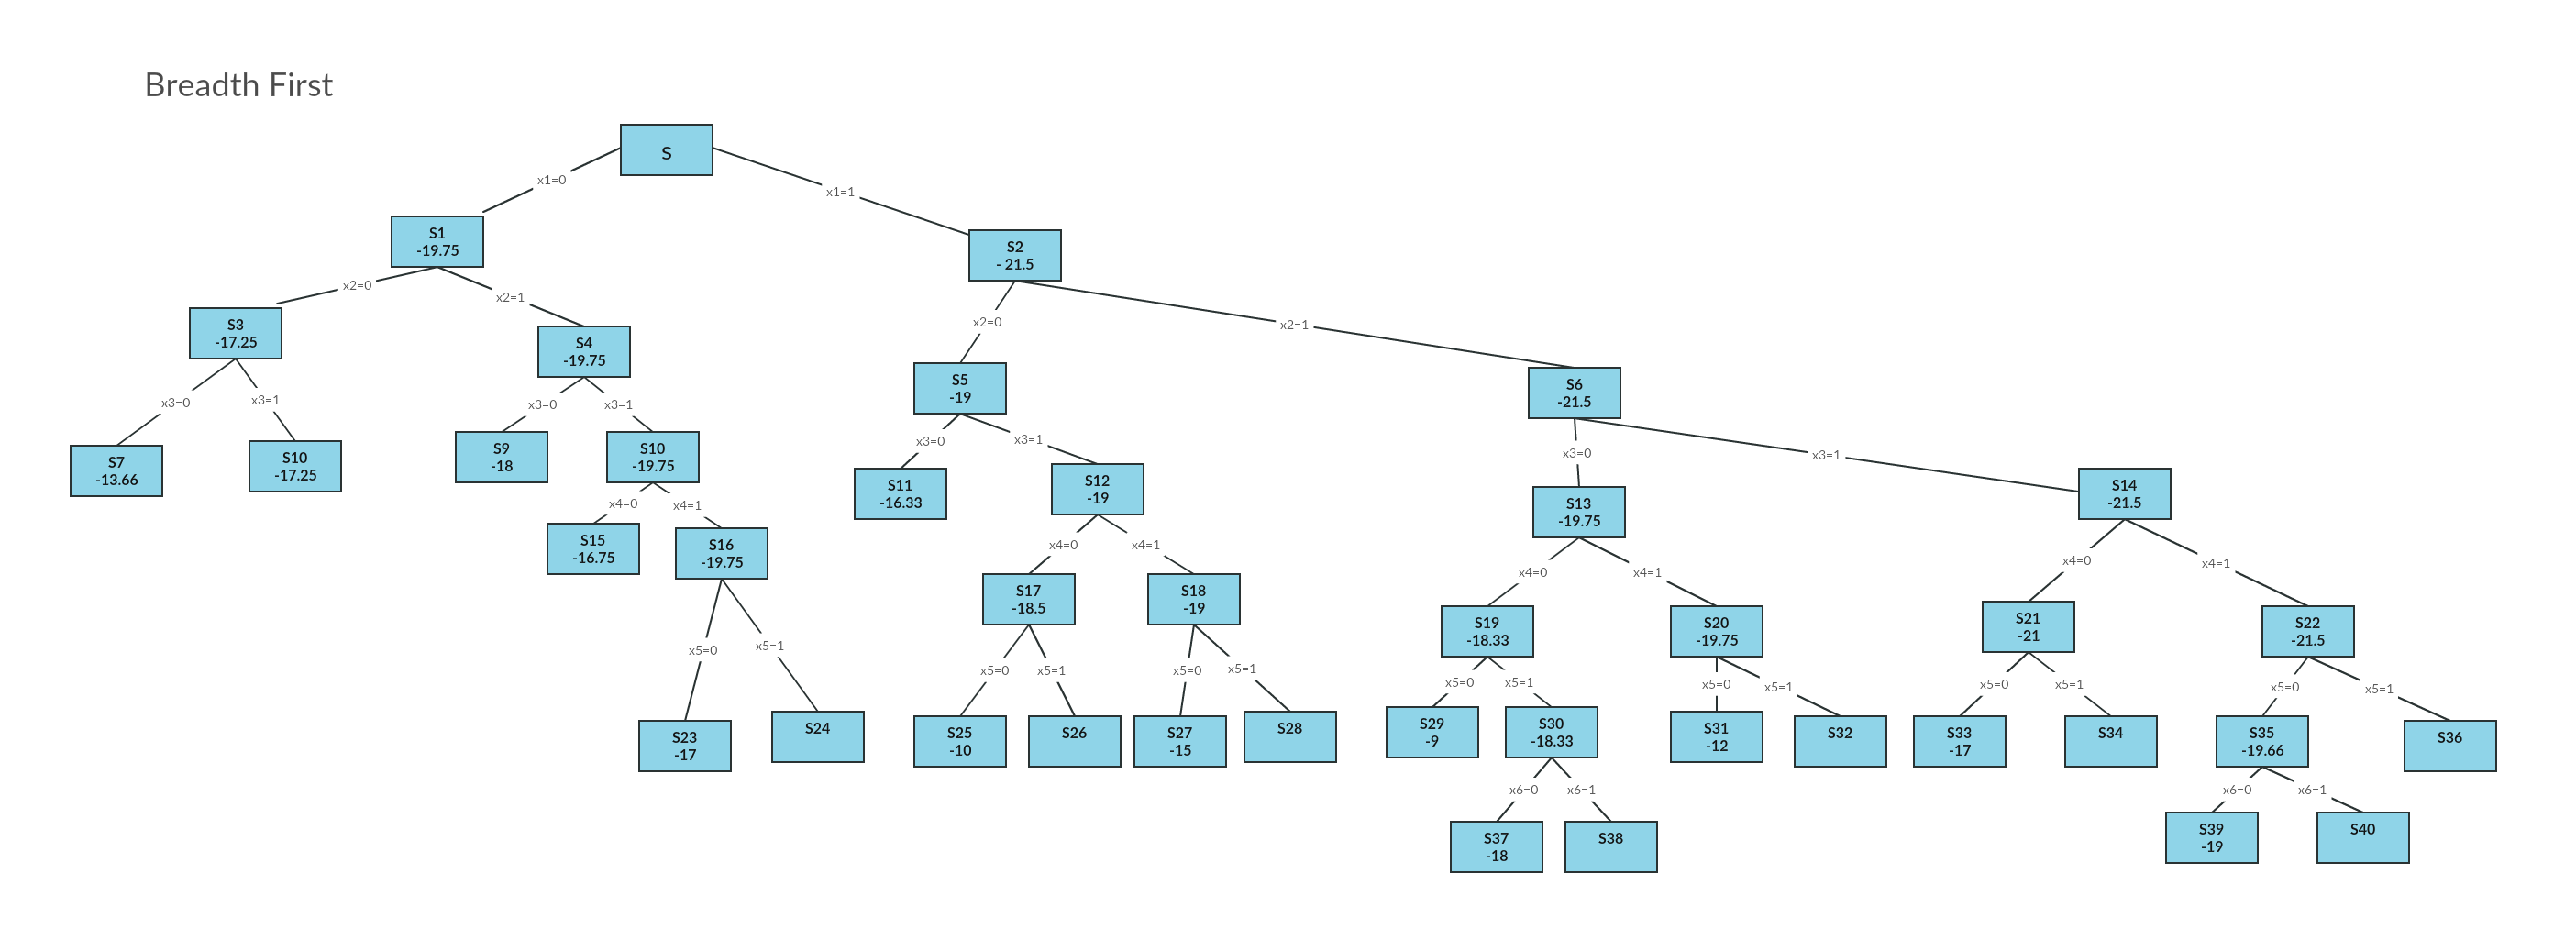 Breadth First
S
x1=0
x1=1
S1
-19.75
S2
- 21.5
x2=0
x2=1
x2=0
x2=1
S3
-17.25
S4
-19.75
S5
-19
S6
-21.5
x3=0
x3=1
x3=0
x3=1
x3=0
x3=1
x3=0
x3=1
S7
-13.66
S10
-17.25
S9
-18
S10
-19.75
S11
-16.33
S12
-19
S13
-19.75
S14
-21.5
x4=0
x4=1
x4=0
x4=1
x4=0
x4=1
x4=0
x4=1
S15
-16.75
S16
-19.75
S17
-18.5
S18
-19
S19
-18.33
S20
-19.75
S21
-21
S22
-21.5
x5=0
x5=1
x5=0
x5=1
x5=0
x5=1
x5=0
x5=1
x5=0
x5=1
x5=0
x5=1
x5=0
x5=1
S23
-17
S24
S25
-10
S26
S27
-15
S28
S29
-9
S30
-18.33
S31
-12
S32
S33
-17
S34
S35
-19.66
S36
x6=0
x6=1
x6=0
x6=1
S37
-18
S38
S39
-19
S40